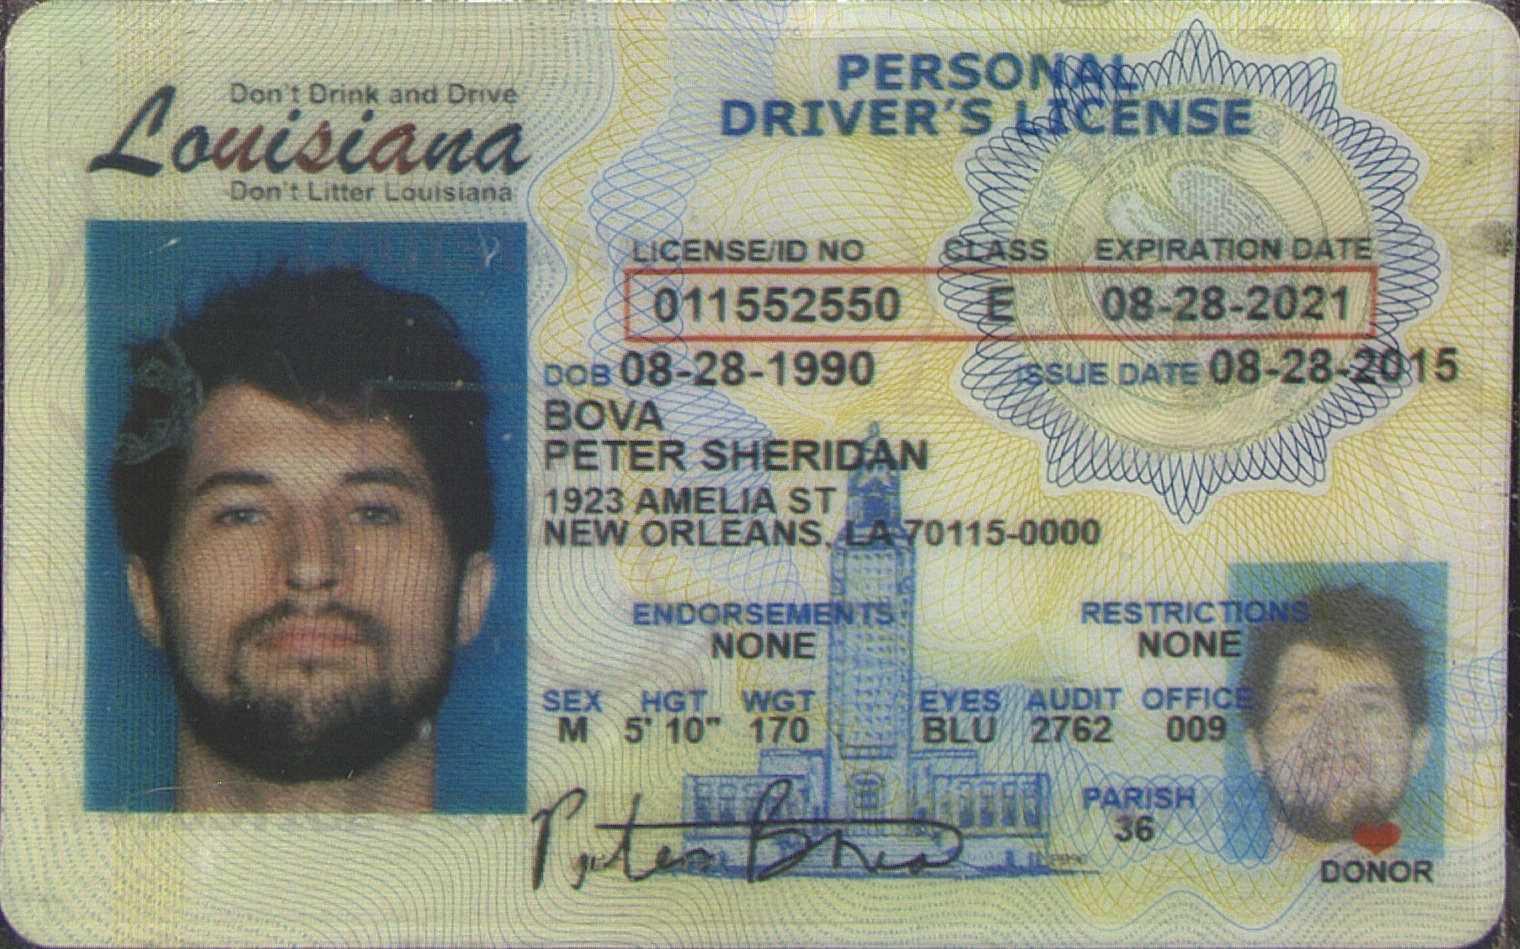 Don't Drink and Drive
Louisiana
Don't Litter Louisiana
PERSONAL
DRIVER'S LICENSE
LICENSE/ID NO CLASS EXPIRATION DATE
011552550 E 08-28-2021
DOB 08-28-1990 ISSUE DATE 08-28-2015
BOVA
PETER SHERIDAN
1923 AMELIA ST
NEW ORLEANS, LA 70115-0000
ENDORSEMENTS RESTRICTIONS
NONE NONE
SEX HGT WGT EYES AUDIT OFFICE
M 5' 10" 170 BLU 2762 009
PARISH
36
Peter Bova
DONOR